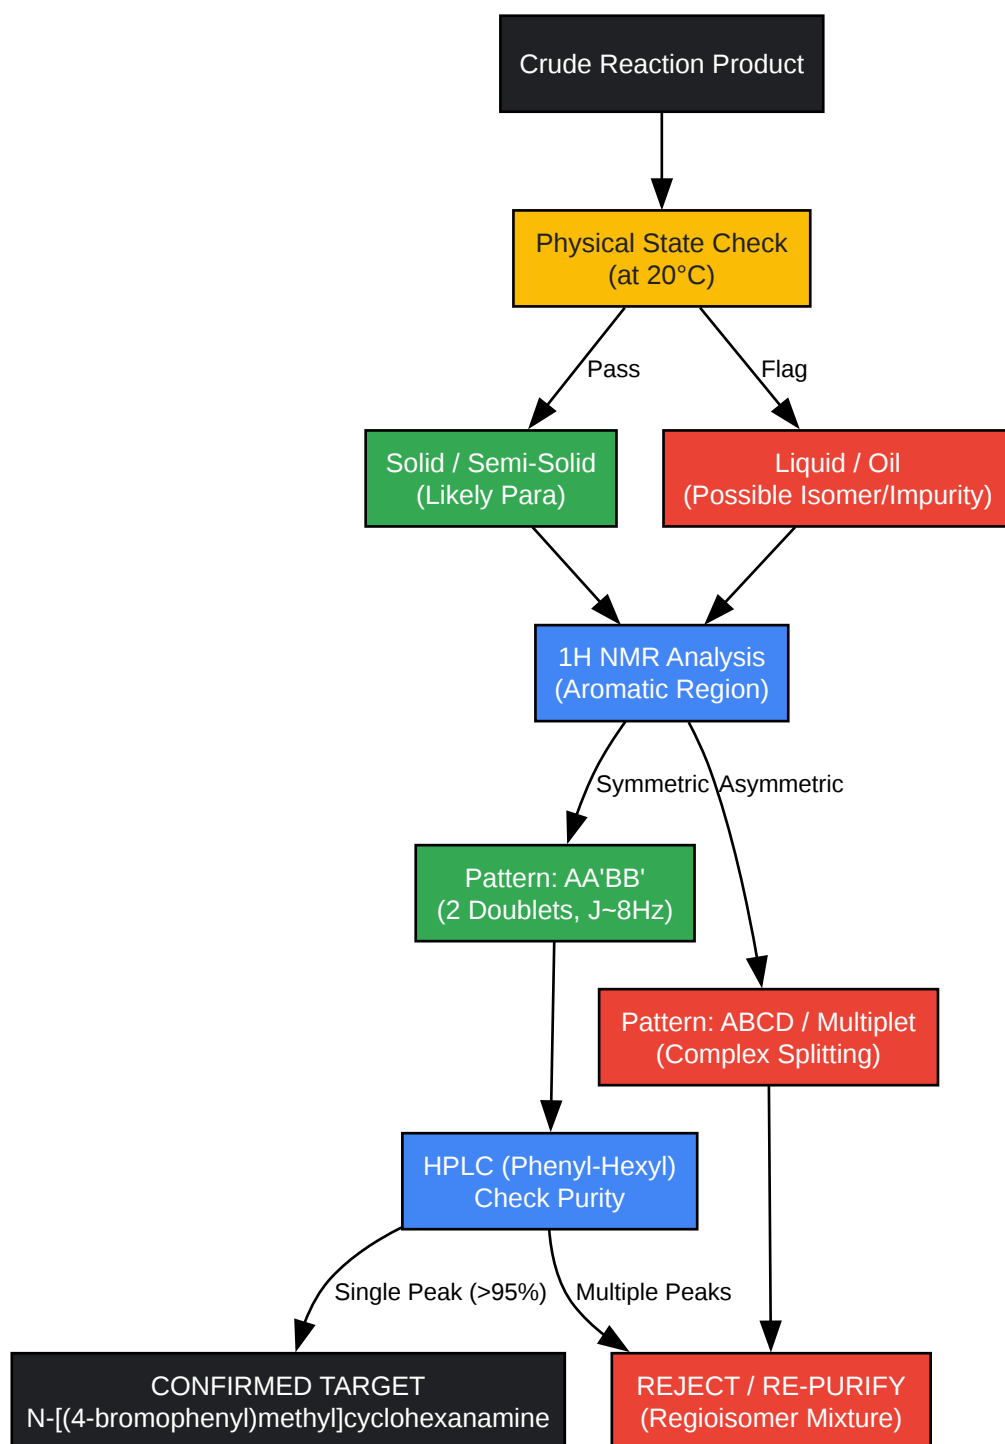 Crude Reaction Product
Physical State Check
(at 20°C)
Pass
Flag
Solid / Semi-Solid
(Likely Para)
Liquid / Oil
(Possible Isomer/Impurity)
1H NMR Analysis
(Aromatic Region)
Symmetric
Asymmetric
Pattern: AA'BB'
(2 Doublets, J~8Hz)
Pattern: ABCD / Multiplet
(Complex Splitting)
HPLC (Phenyl-Hexyl)
Check Purity
Single Peak (>95%)
Multiple Peaks
CONFIRMED TARGET
N-[(4-bromophenyl)methyl]cyclohexanamine
REJECT / RE-PURIFY
(Regioisomer Mixture)